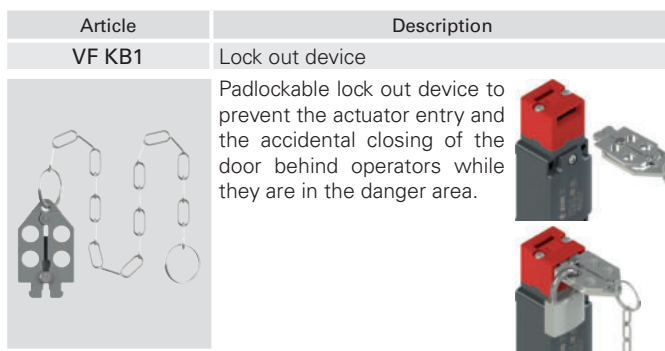 Article Description
VF KB1 Lock out device
Padlockable lock out device to
prevent the actuator entry and
the accidental closing of the
door behind operators while
they are in the danger area.